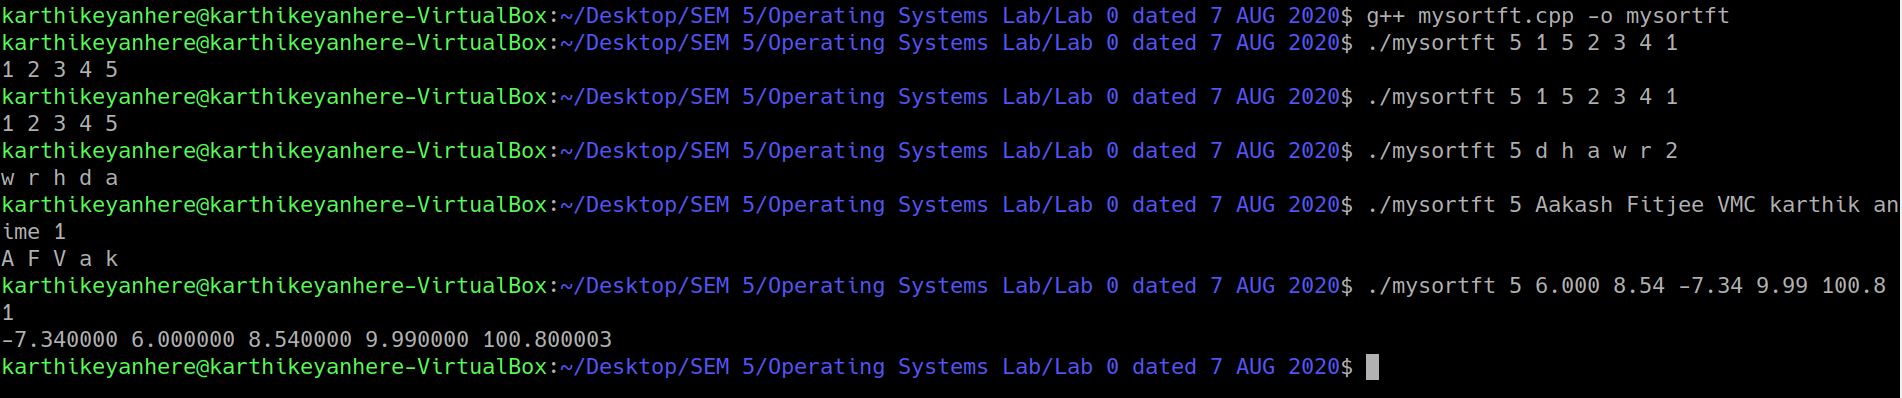 karthikeyanhere@karthikeyanhere-VirtualBox:~/Desktop/SEM 5/Operating Systems Lab/Lab 0 dated 7 AUG 2020$ g++ mysortft.cpp -o mysortft
karthikeyanhere@karthikeyanhere-VirtualBox:~/Desktop/SEM 5/Operating Systems Lab/Lab 0 dated 7 AUG 2020$ ./mysortft 5 1 5 2 3 4 1
1 2 3 4 5
karthikeyanhere@karthikeyanhere-VirtualBox:~/Desktop/SEM 5/Operating Systems Lab/Lab 0 dated 7 AUG 2020$ ./mysortft 5 1 5 2 3 4 1
1 2 3 4 5
karthikeyanhere@karthikeyanhere-VirtualBox:~/Desktop/SEM 5/Operating Systems Lab/Lab 0 dated 7 AUG 2020$ ./mysortft 5 d h a w r 2
w r h d a
karthikeyanhere@karthikeyanhere-VirtualBox:~/Desktop/SEM 5/Operating Systems Lab/Lab 0 dated 7 AUG 2020$ ./mysortft 5 Aakash Fitjee VMC karthik an
ime 1
A F V a k
karthikeyanhere@karthikeyanhere-VirtualBox:~/Desktop/SEM 5/Operating Systems Lab/Lab 0 dated 7 AUG 2020$ ./mysortft 5 6.000 8.54 -7.34 9.99 100.8
1
-7.340000 6.000000 8.540000 9.990000 100.800003
karthikeyanhere@karthikeyanhere-VirtualBox:~/Desktop/SEM 5/Operating Systems Lab/Lab 0 dated 7 AUG 2020$